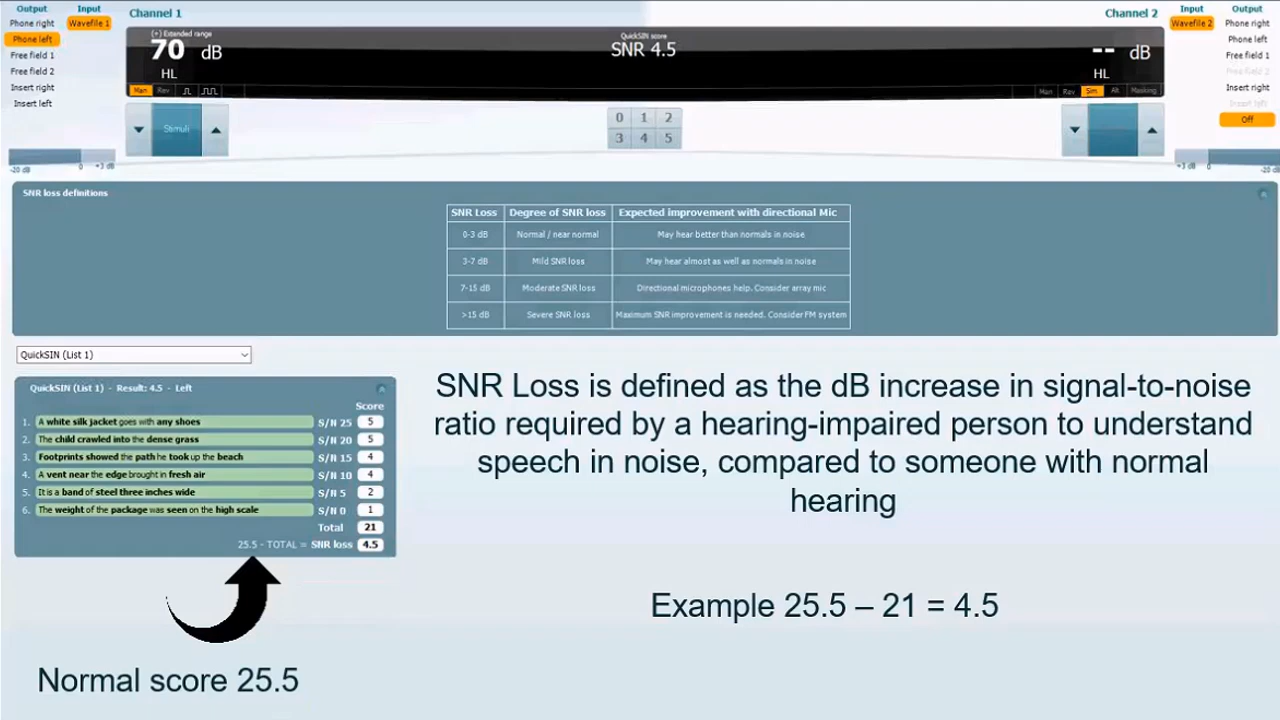 Output
Input
Channel 1
Channel 2
Input
Output
Phone right
Wavefile 1
Wavefile 2
Phone right
Phone left
Phone left
Free field 1
Free field 1
Free field 2
Free field 2
Insert right
Insert right
Insert left
Insert left
Off
(+) Extended range
70 dB
HL
QuickSIN score
SNR 4.5
-- dB
HL
Man Rev
Man Rev Sim Alt Masking
Stimuli
0 1 2
3 4 5
-20 dB 0 +3 dB
+3 dB 0 -20 dB
SNR loss definitions
SNR Loss Degree of SNR loss Expected improvement with directional Mic
0-3 dB Normal / near normal May hear better than normals in noise
3-7 dB Mild SNR loss May hear almost as well as normals in noise
7-15 dB Moderate SNR loss Directional microphones help. Consider array mic
>15 dB Severe SNR loss Maximum SNR improvement is needed. Consider FM system
QuickSIN (List 1)
QuickSIN (List 1) - Result: 4.5 - Left
Score
1. A white silk jacket goes with any shoes S/N 25 5
2. The child crawled into the dense grass S/N 20 5
3. Footprints showed the path he took up the beach S/N 15 4
4. A vent near the edge brought in fresh air S/N 10 4
5. It is a band of steel three inches wide S/N 5 2
6. The weight of the package was seen on the high scale S/N 0 1
Total 21
25.5 - TOTAL = SNR loss 4.5
SNR Loss is defined as the dB increase in signal-to-noise
ratio required by a hearing-impaired person to understand
speech in noise, compared to someone with normal
hearing
Example 25.5 – 21 = 4.5
Normal score 25.5